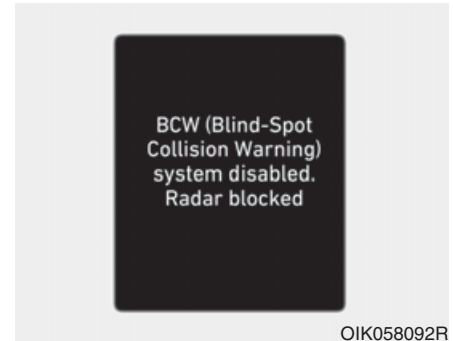 BCW (Blind-Spot
Collision Warning)
system disabled.
Radar blocked
OIK058092R